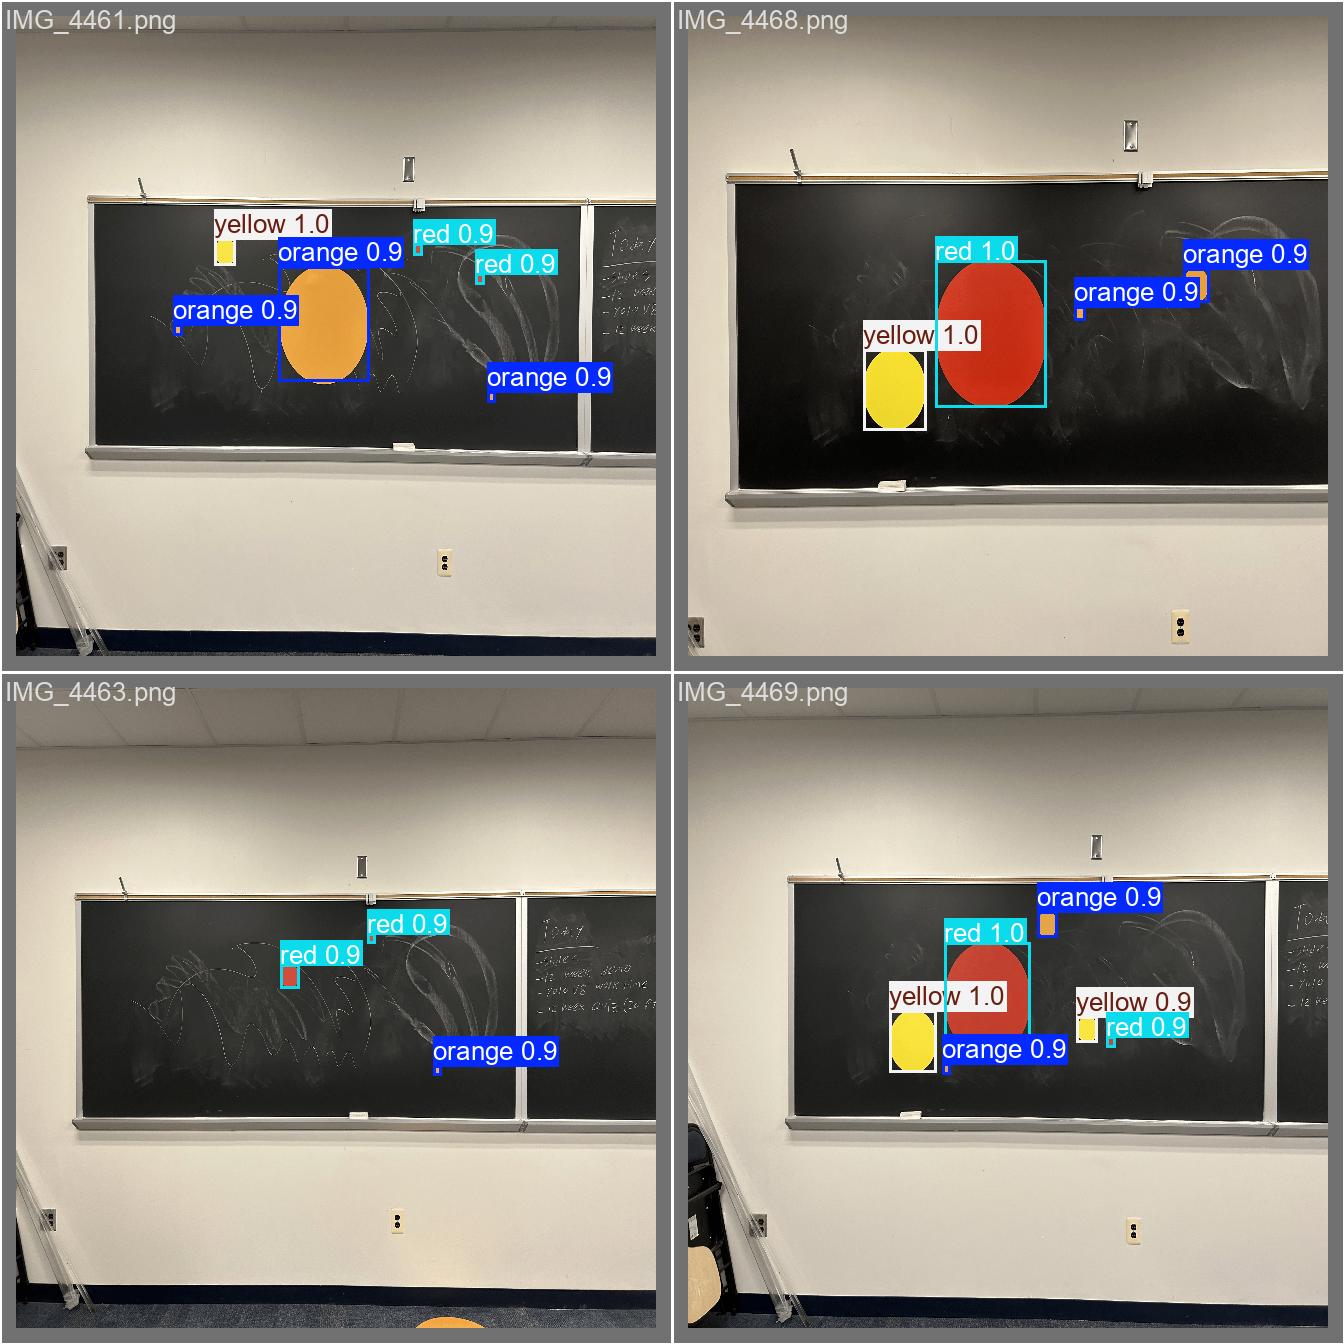 IMG_4461.png
yellow 1.0
orange 0.9
red 0.9
red 0.9
orange 0.9
orange 0.9
Today
IMG_4468.png
red 1.0
orange 0.9
orange 0.9
yellow 1.0
IMG_4463.png
red 0.9
red 0.9
orange 0.9
Today
IMG_4469.png
orange 0.9
red 1.0
yellow 1.0
yellow 0.9
red 0.9
orange 0.9